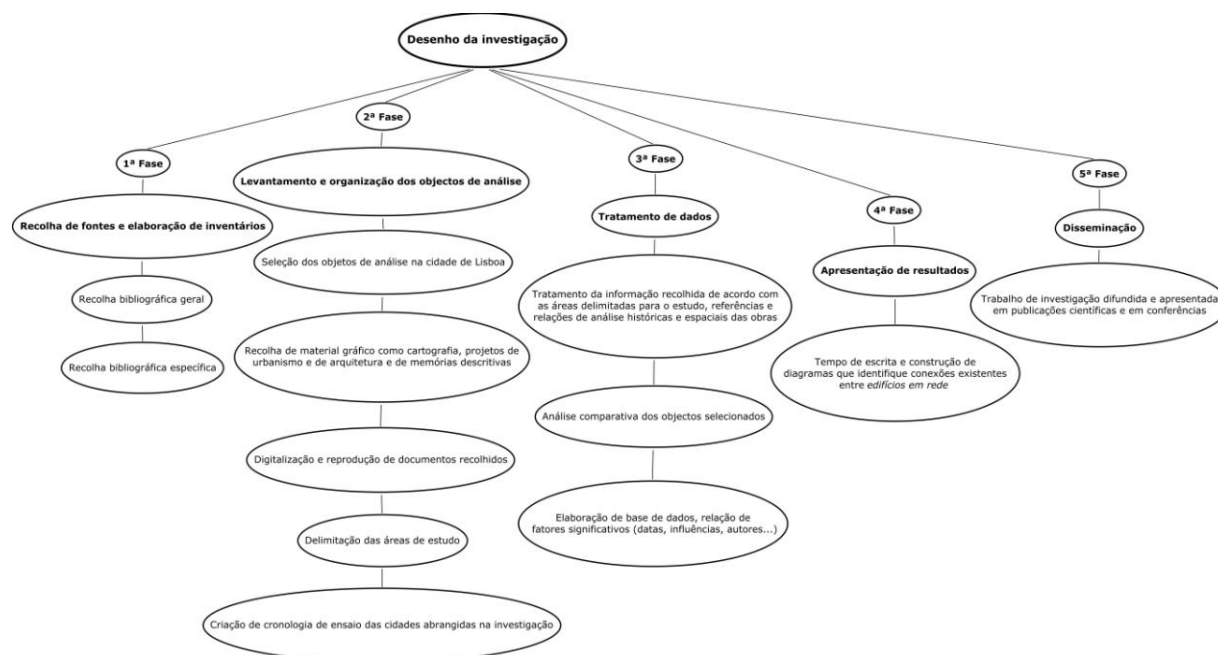 Desenho da investigação
1ª Fase
Recolha de fontes e elaboração de inventários
Recolha bibliográfica geral
Recolha bibliográfica específica
2ª Fase
Levantamento e organização dos objectos de análise
Seleção dos objetos de análise na cidade de Lisboa
Recolha de material gráfico como cartografia, projetos de
urbanismo e de arquitetura e de memórias descritivas
Digitalização e reprodução de documentos recolhidos
Delimitação das áreas de estudo
Criação de cronologia de ensaio das cidades abrangidas na investigação
3ª Fase
Tratamento de dados
Tratamento da informação recolhida de acordo com
as áreas delimitadas para o estudo, referências e
relações de análise históricas e espaciais das obras
Análise comparativa dos objectos selecionados
Elaboração de base de dados, relação de
fatores significativos (datas, influências, autores...)
4ª Fase
Apresentação de resultados
Tempo de escrita e construção de
diagramas que identifique conexões existentes
entre edifícios em rede
5ª Fase
Disseminação
Trabalho de investigação difundida e apresentada
em publicações científicas e em conferências